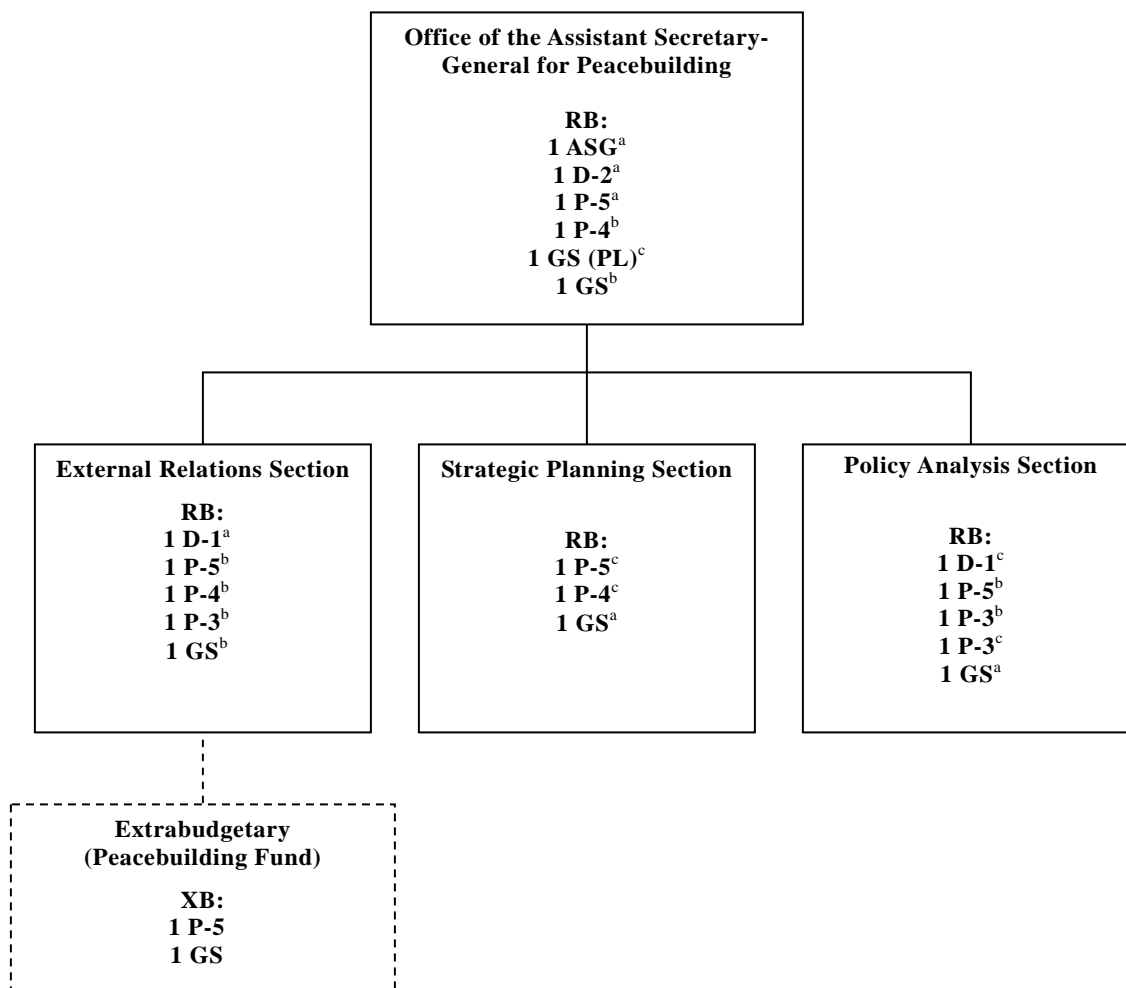 Office of the Assistant Secretary-
General for Peacebuilding
RB:
1 ASGᵃ
1 D-2ᵃ
1 P-5ᵃ
1 P-4ᵇ
1 GS (PL)ᶜ
1 GSᵇ
External Relations Section
RB:
1 D-1ᵃ
1 P-5ᵇ
1 P-4ᵇ
1 P-3ᵇ
1 GSᵇ
Strategic Planning Section
RB:
1 P-5ᶜ
1 P-4ᶜ
1 GSᵃ
Policy Analysis Section
RB:
1 D-1ᶜ
1 P-5ᵇ
1 P-3ᵇ
1 P-3ᶜ
1 GSᵃ
Extrabudgetary
(Peacebuilding Fund)
XB:
1 P-5
1 GS